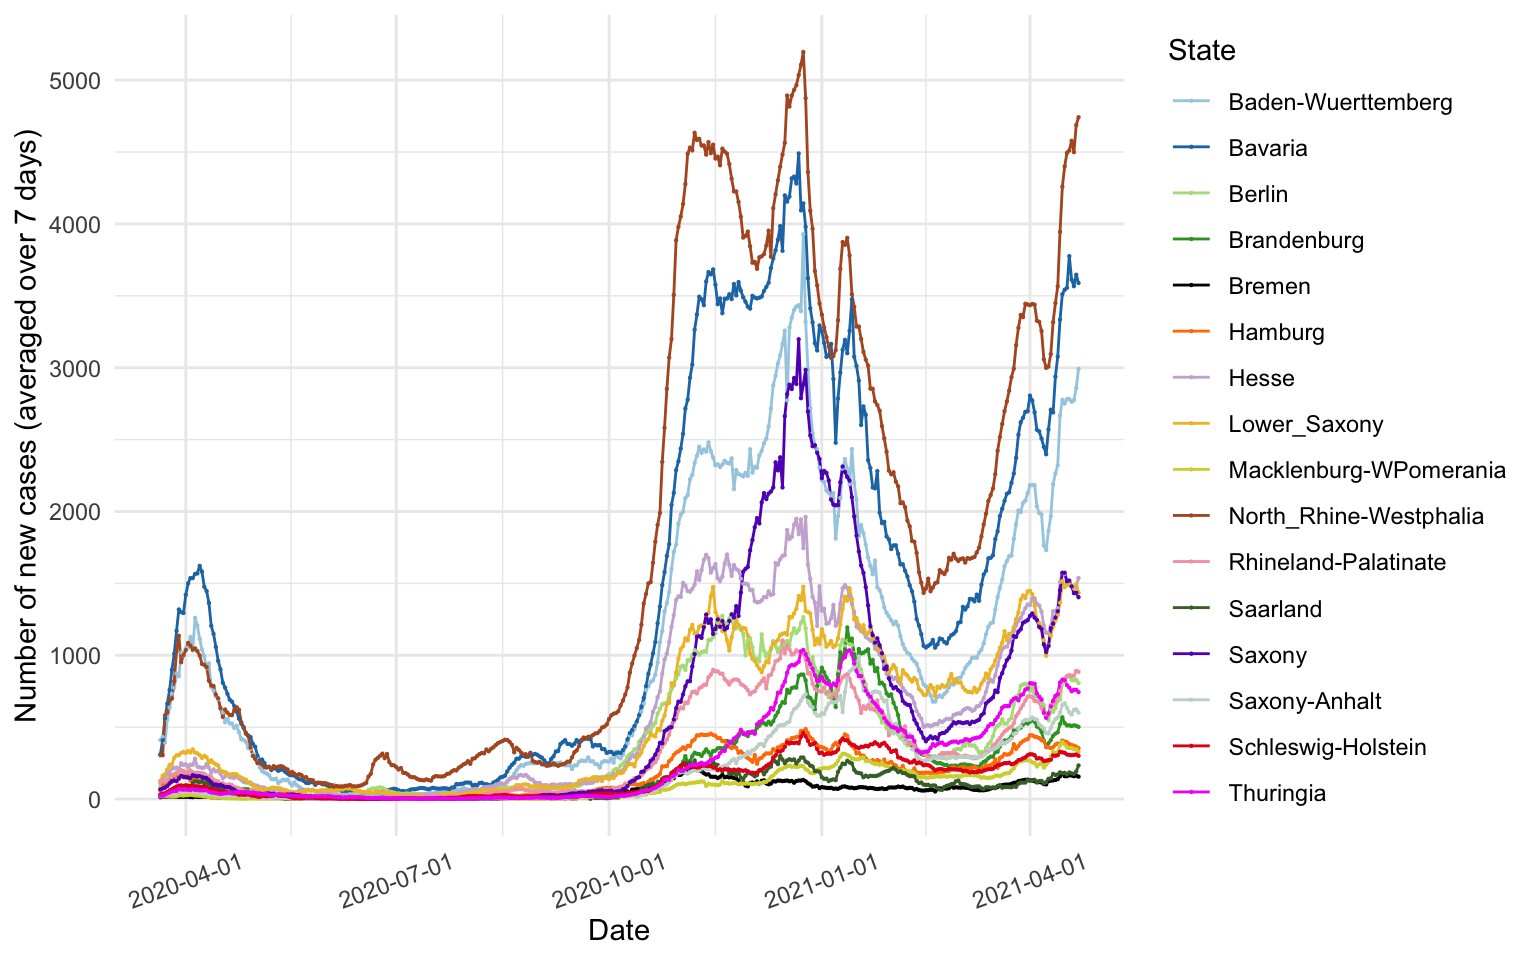 Number of new cases (averaged over 7 days)
5000
4000
3000
2000
1000
0
2020-04-01
2020-07-01
2020-10-01
2021-01-01
2021-04-01
Date
State
Baden-Wuerttemberg
Bavaria
Berlin
Brandenburg
Bremen
Hamburg
Hesse
Lower_Saxony
Macklenburg-WPomerania
North_Rhine-Westphalia
Rhineland-Palatinate
Saarland
Saxony
Saxony-Anhalt
Schleswig-Holstein
Thuringia